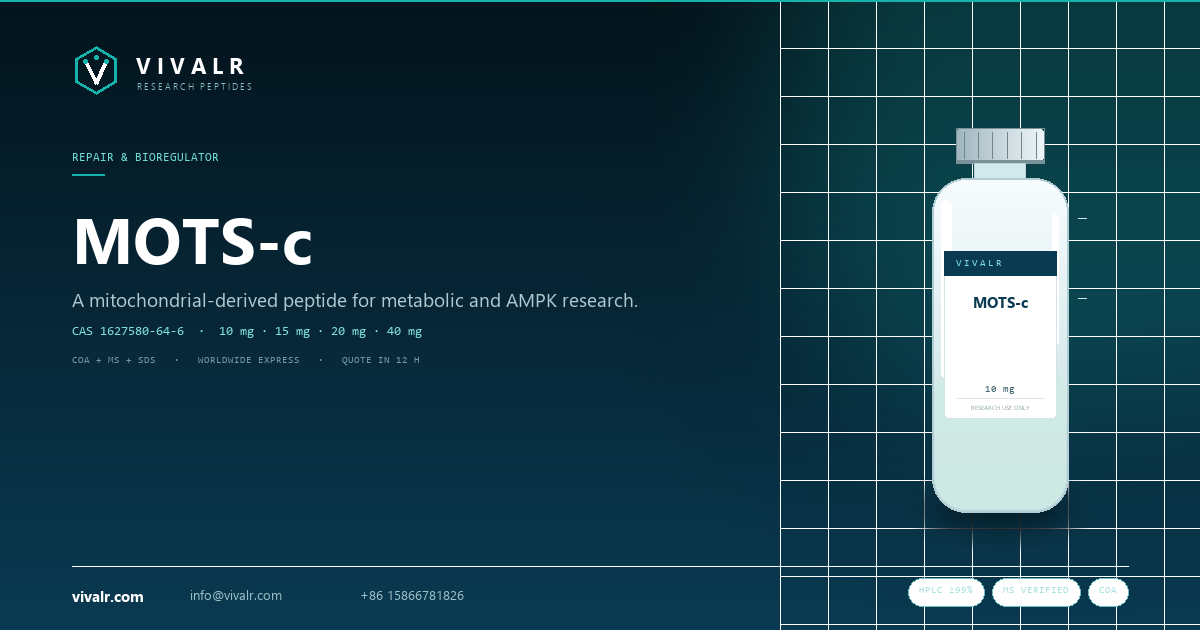 VIVALR
RESEARCH PEPTIDES
REPAIR & BIOREGULATOR
MOTS-c
A mitochondrial-derived peptide for metabolic and AMPK research.
CAS 1627580-64-6 · 10 mg · 15 mg · 20 mg · 40 mg
COA + MS + SDS · WORLDWIDE EXPRESS · QUOTE IN 12 H
VIVALR
MOTS-c
10 mg
RESEARCH USE ONLY
vivalr.com info@vivalr.com +86 15866781826
HPLC ≥99% MS VERIFIED COA